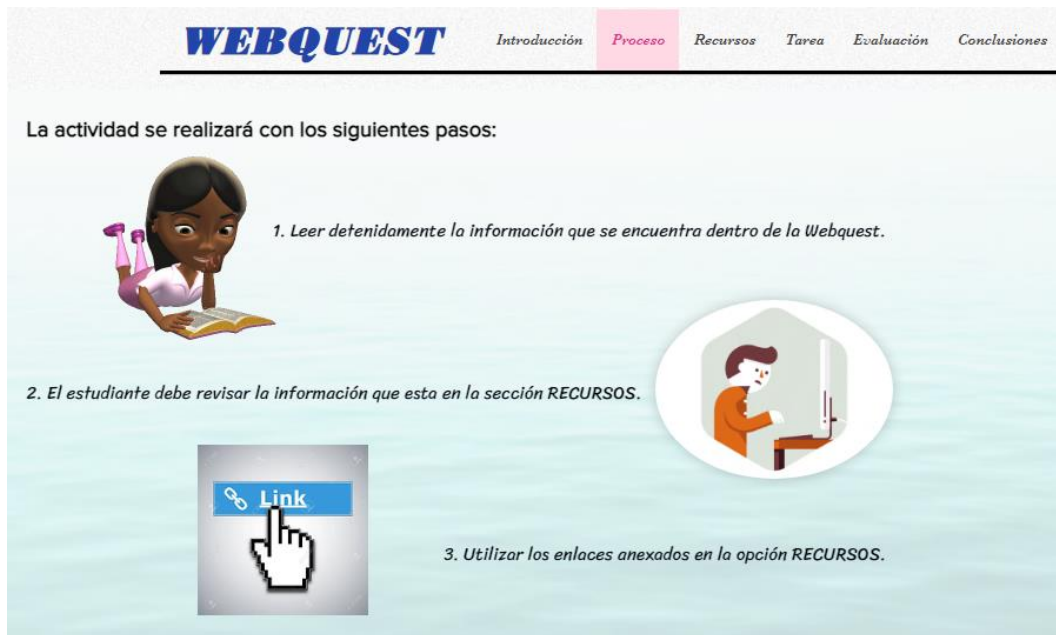 WEBQUEST
Introducción Proceso Recursos Tarea Evaluación Conclusiones
La actividad se realizará con los siguientes pasos:
1. Leer detenidamente la información que se encuentra dentro de la Webquest.
2. El estudiante debe revisar la información que esta en la sección RECURSOS.
Link
3. Utilizar los enlaces anexados en la opción RECURSOS.